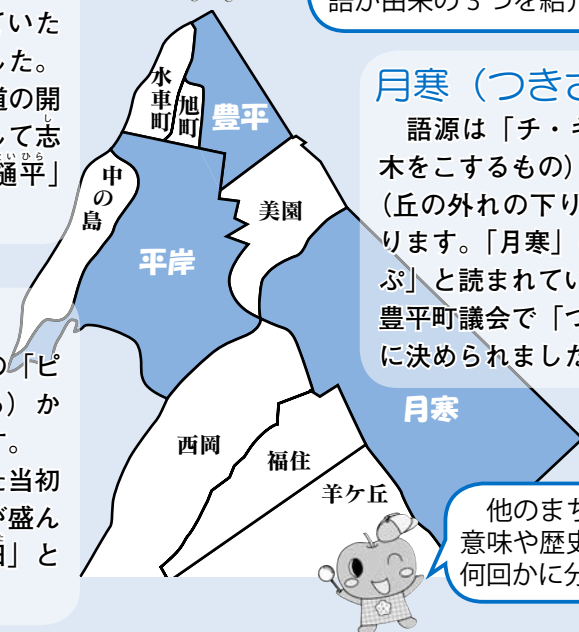 ていた
した。
道の開
して志
平」
語が由来の３つを紹介
月寒（つきさ
語源は「チ・キ
木をこするもの）
（丘の外れの下り
ります。「月寒」
ぷ」と読まれてい
豊平町議会で「つ
に決められました
水車町
旭町
豊平
中の島
美園
平岸
の「ピ
）か
す。
た当初
が盛ん
」と
月寒
西岡
福住
羊ケ丘
他のまち
意味や歴史
何回かに分